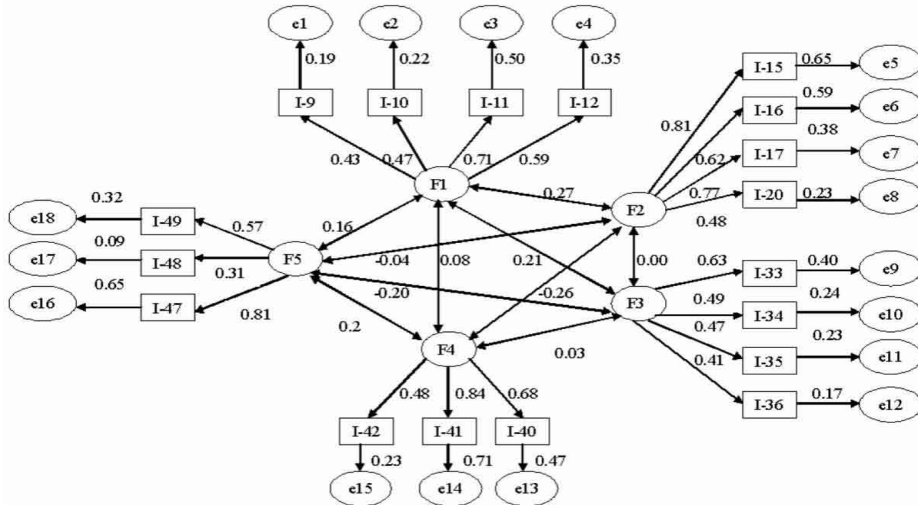 e1 e2 e3 e4
0.19 0.22 0.50 0.35
I-9 I-10 I-11 I-12
0.43 0.47 0.71 0.59
F1
I-15 0.65 e5
I-16 0.59 e6
I-17 0.38 e7
I-20 0.23 e8
0.81
0.62
0.77
0.48
0.27
F2
e18 0.32 I-49 0.57
e17 0.09 I-48 0.31
e16 0.65 I-47 0.81
F5
0.16
-0.04 0.08 0.21 0.00
-0.20 -0.26
0.2
0.03
F3
0.63 I-33 0.40 e9
0.49 I-34 0.24 e10
0.47 I-35 0.23 e11
0.41 I-36 0.17 e12
F4
0.48 0.84 0.68
I-42 I-41 I-40
0.23 0.71 0.47
e15 e14 e13